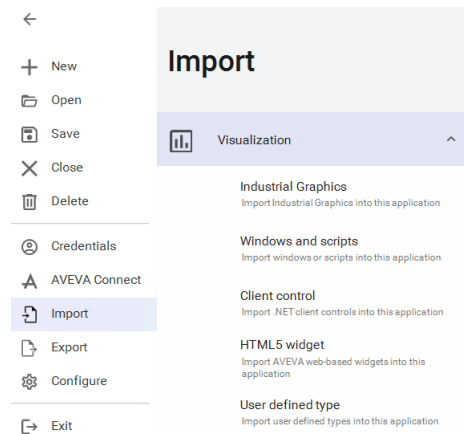 Import
New
Open
Save
Close
Delete
Credentials
AVEVA Connect
Import
Export
Configure
Exit
Visualization
Industrial Graphics
Import Industrial Graphics into this application
Windows and scripts
Import windows or scripts into this application
Client control
Import .NET client controls into this application
HTML5 widget
Import AVEVA web-based widgets into this
application
User defined type
Import user defined types into this application